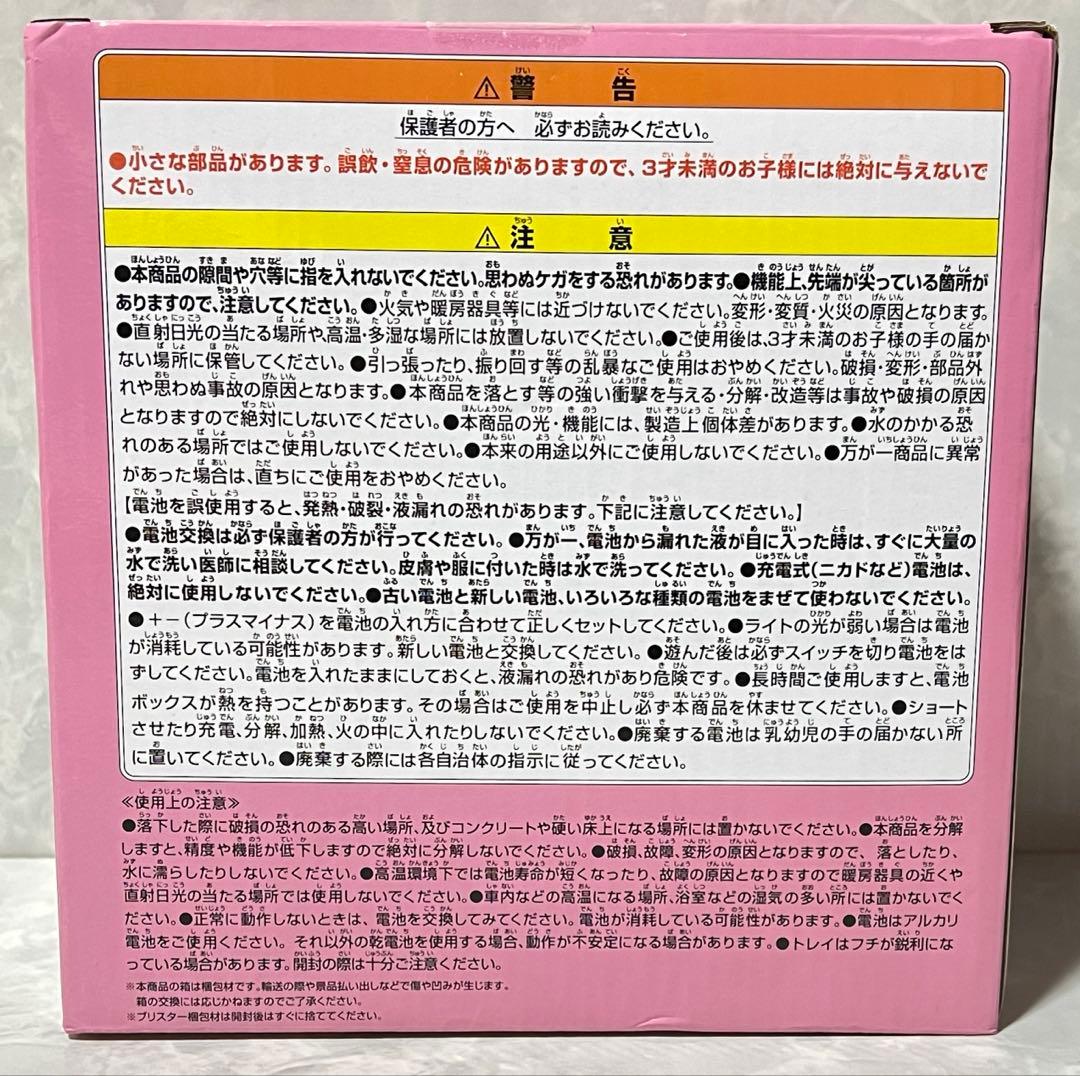 ⚠警告
保護者の方へ 必ずお読みください。
●小さな部品があります。誤飲・窒息の危険がありますので、3才未満のお子様には絶対に与えないで
ください。
⚠注意
●本商品の隙間や穴等に指を入れないでください。思わぬケガをする恐れがあります。●機能上、先端が尖っている箇所が
ありますので、注意してください。●火気や暖房器具等には近づけないでください。変形・変質・火災の原因となります。
●直射日光の当たる場所や、高温・多湿な場所には放置しないでください。●ご使用後は、3才未満のお子様の手の届か
ない場所に保管してください。●引っ張ったり、振り回す等の乱暴なご使用はおやめください。破損・変形・部品外
れや思わぬ事故の原因となります。●本商品を落とす等の強い衝撃を与える・分解・改造等は事故や破損の原因
となりますので絶対にしないでください。●本商品の光・機能には、製造上個体差があります。●水のかかる恐
れのある場所ではご使用しないでください。●本来の用途以外にご使用しないでください。●万が一商品に異常
があった場合は、直ちにご使用をおやめください。
【電池を誤使用すると、発熱・破裂・液漏れの恐れがあります。下記に注意してください。】
●電池交換は必ず保護者の方が行ってください。●万が一、電池から漏れた液が目に入った時は、すぐに大量の
水で洗い医師に相談してください。皮膚や服に付いた時は水で洗ってください。●充電式(ニカドなど)電池は、
絶対に使用しないでください。●古い電池と新しい電池、いろいろな種類の電池をまぜて使わないでください。
●+−(プラスマイナス)を電池の入れ方に合わせて正しくセットしてください。●ライトの光が弱い場合は電池
が消耗している可能性があります。新しい電池と交換してください。●遊んだ後は必ずスイッチを切り電池をは
ずしてください。電池を入れたままにしておくと、液漏れの恐れがあり危険です。●長時間ご使用しますと、電池
ボックスが熱を持つことがあります。その場合はご使用を中止し必ず本商品を休ませてください。●ショート
させたり充電、分解、加熱、火の中に入れたりしないでください。●廃棄する電池は乳幼児の手の届かない所
に置いてください。●廃棄する際には各自治体の指示に従ってください。
≪使用上の注意≫
●落下した際に破損の恐れのある高い場所、及びコンクリートや硬い床上になる場所には置かないでください。●本商品を分解
しますと、精度や機能が低下しますので絶対に分解しないでください。●破損、故障、変形の原因となりますので、落としたり、
水に濡らしたりしないでください。●高温環境下では電池寿命が短くなったり、故障の原因となりますので暖房器具の近くや
直射日光の当たる場所では使用しないでください。●車内などの高温になる場所、浴室などの湿気の多い所には置かないでくだ
さい。●正常に動作しないときは、電池を交換してみてください。電池が消耗している可能性があります。●電池はアルカリ
電池をご使用ください。それ以外の乾電池を使用する場合、動作が不安定になる場合があります。●トレイはフチが鋭利にな
っている場合があります。開封の際は十分ご注意ください。
※本商品の箱は梱包材です。輸送の際や景品払い出しなどで傷や凹みが生じます。
箱の交換には応じかねますのでご了承ください。
※ブリスター梱包材は開封後はすぐに捨ててください。